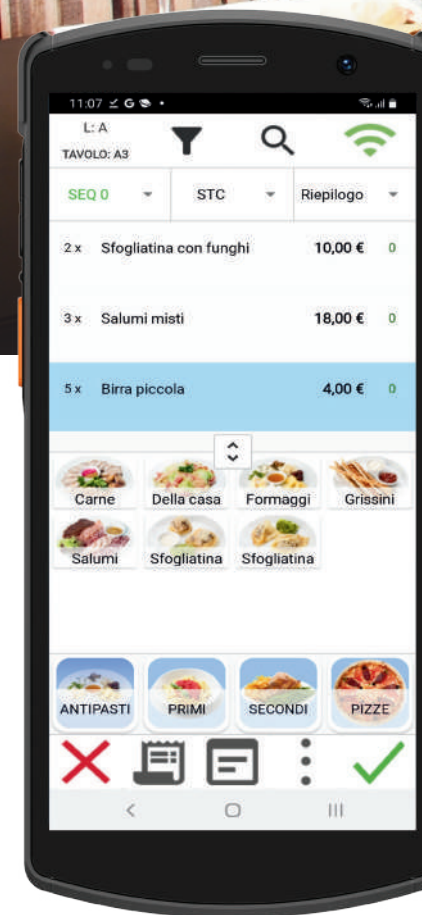 11:07
L: A
TAVOLO: A3
SEQ 0 STC Riepilogo
2 x Sfogliatina con funghi 10,00 € 0
3 x Salumi misti 18,00 € 0
5 x Birra piccola 4,00 € 0
Carne Della casa Formaggi Grissini
Salumi Sfogliatina Sfogliatina
ANTIPASTI PRIMI SECONDI PIZZE